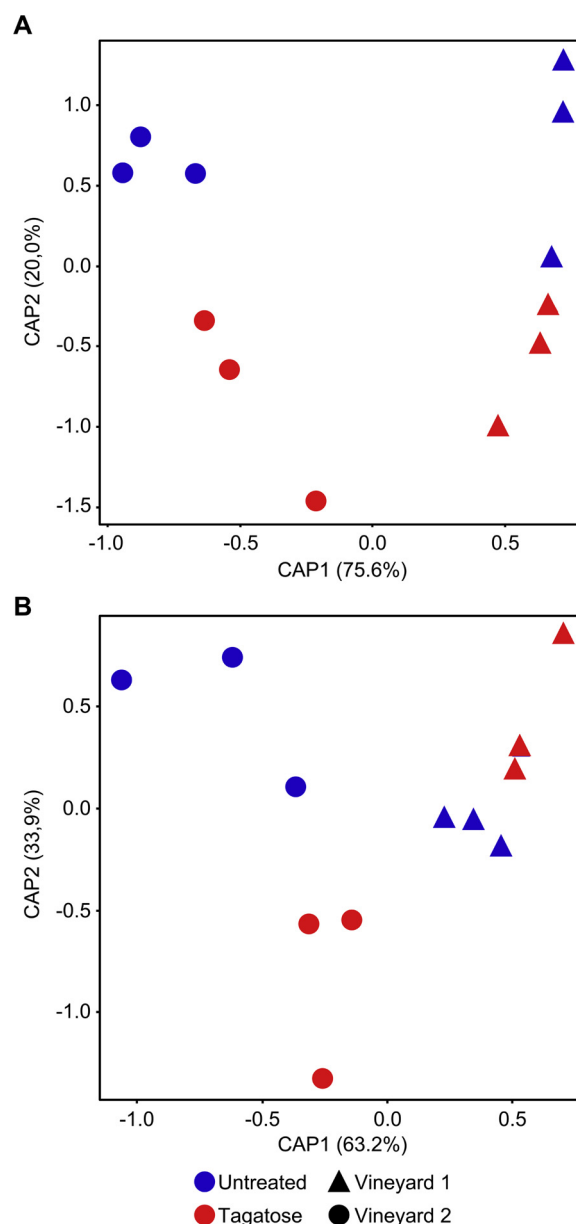 A
1.0
0.5
0.0
-0.5
-1.0
-1.5
CAP2 (20,0%)
-1.0 -0.5 0.0 0.5
CAP1 (75.6%)
B
0.5
0.0
-0.5
-1.0
CAP2 (33,9%)
-1.0 -0.5 0.0 0.5
CAP1 (63.2%)
Untreated Vineyard 1
Tagatose Vineyard 2